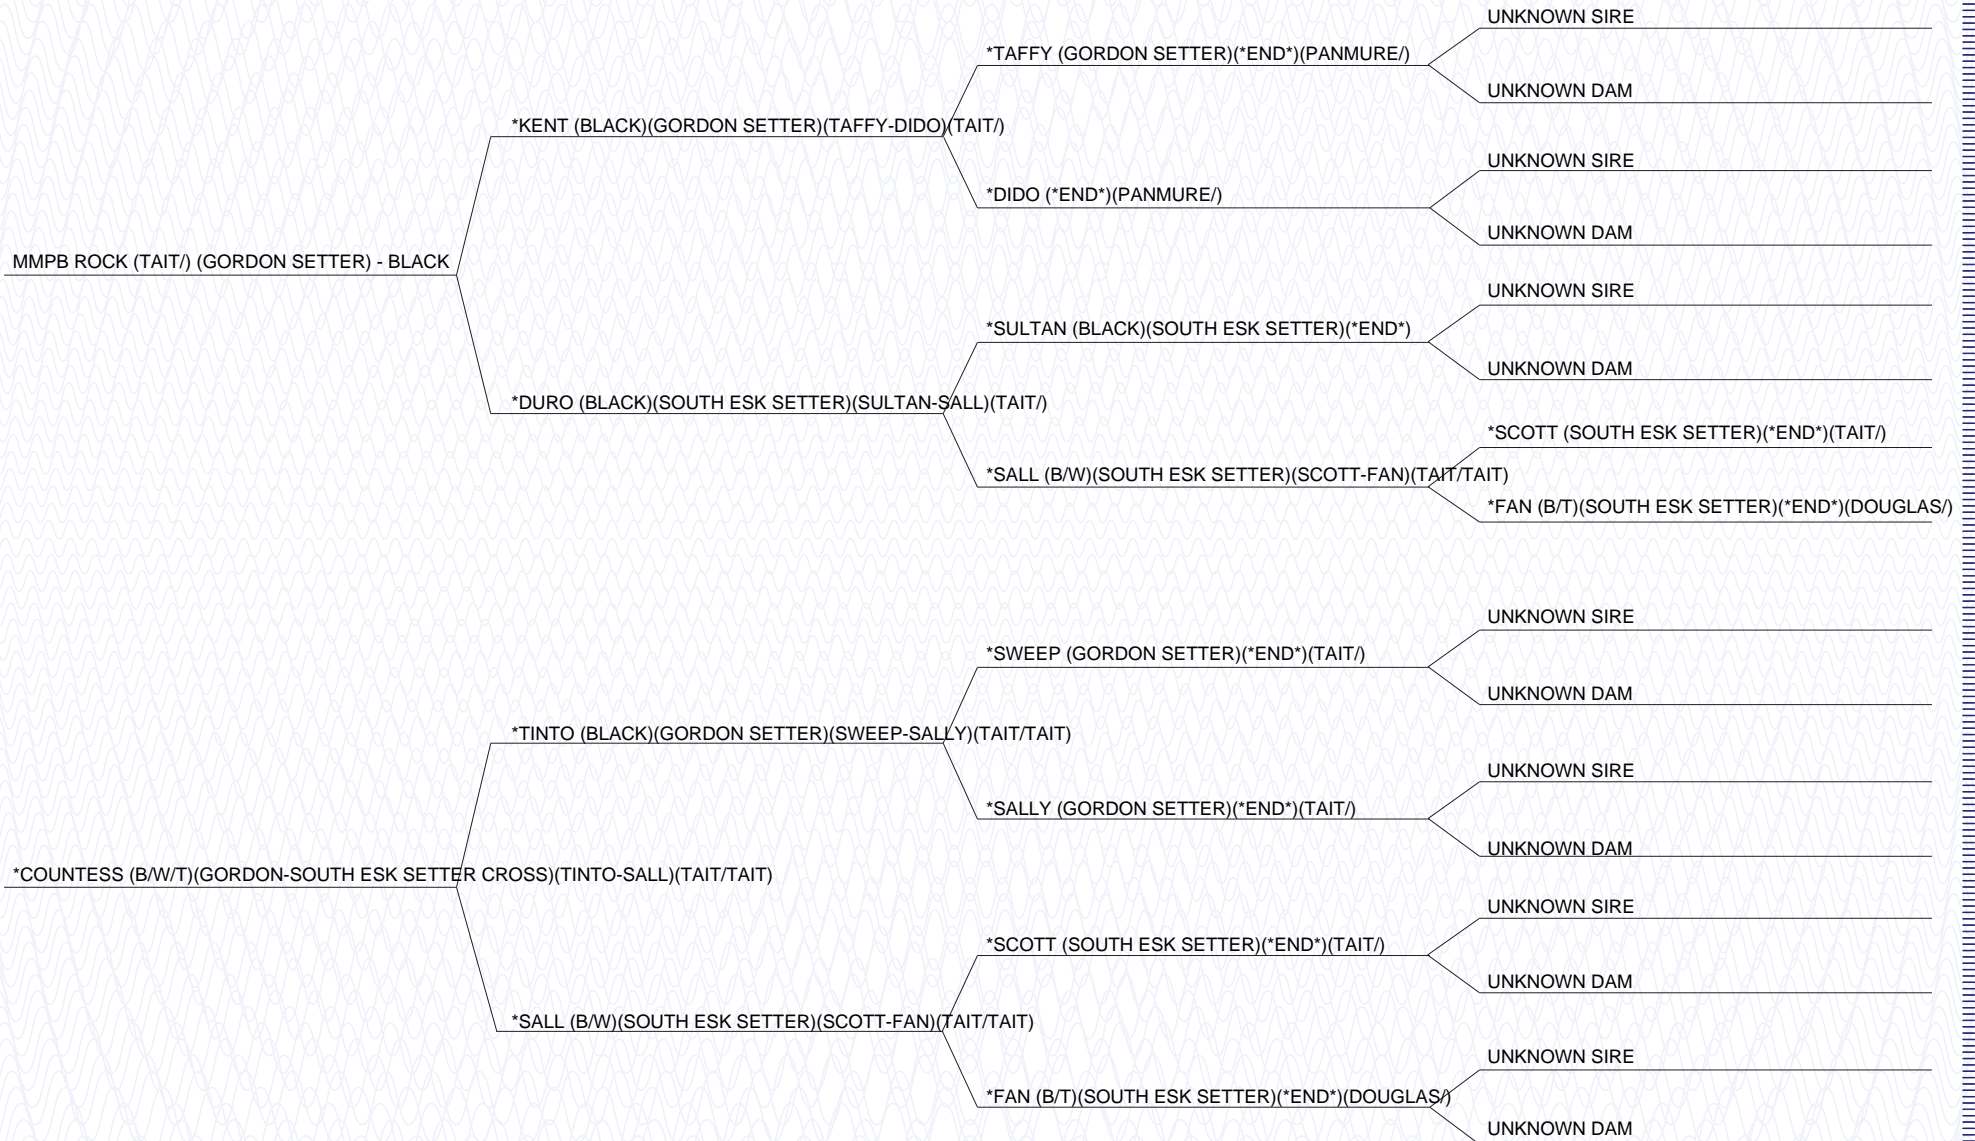 UNKNOWN SIRE
*TAFFY (GORDON SETTER)(*END*)(PANMURE/)
UNKNOWN DAM
*KENT (BLACK)(GORDON SETTER)(TAFFY-DIDO)(TAIT/)
UNKNOWN SIRE
*DIDO (*END*)(PANMURE/)
UNKNOWN DAM
MMPB ROCK (TAIT/) (GORDON SETTER) - BLACK
UNKNOWN SIRE
*SULTAN (BLACK)(SOUTH ESK SETTER)(*END*)
UNKNOWN DAM
*DURO (BLACK)(SOUTH ESK SETTER)(SULTAN-SALL)(TAIT/)
*SCOTT (SOUTH ESK SETTER)(*END*)(TAIT/)
*SALL (B/W)(SOUTH ESK SETTER)(SCOTT-FAN)(TAIT/TAIT)
*FAN (B/T)(SOUTH ESK SETTER)(*END*)(DOUGLAS/)
UNKNOWN SIRE
*SWEEP (GORDON SETTER)(*END*)(TAIT/)
UNKNOWN DAM
*TINTO (BLACK)(GORDON SETTER)(SWEEP-SALLY)(TAIT/TAIT)
UNKNOWN SIRE
*SALLY (GORDON SETTER)(*END*)(TAIT/)
UNKNOWN DAM
*COUNTESS (B/W/T)(GORDON-SOUTH ESK SETTER CROSS)(TINTO-SALL)(TAIT/TAIT)
UNKNOWN SIRE
*SCOTT (SOUTH ESK SETTER)(*END*)(TAIT/)
UNKNOWN DAM
*SALL (B/W)(SOUTH ESK SETTER)(SCOTT-FAN)(TAIT/TAIT)
UNKNOWN SIRE
*FAN (B/T)(SOUTH ESK SETTER)(*END*)(DOUGLAS/)
UNKNOWN DAM